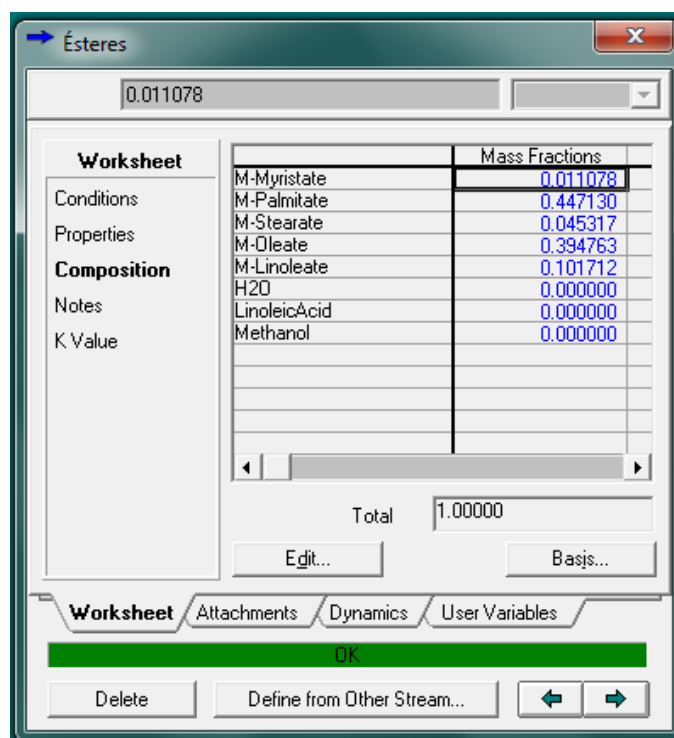 Ésteres
0.011078
Worksheet
Conditions
Properties
Composition
Notes
K Value
Mass Fractions
M-Myristate 0.011078
M-Palmitate 0.447130
M-Stearate 0.045317
M-Oleate 0.394763
M-Linoleate 0.101712
H2O 0.000000
LinoleicAcid 0.000000
Methanol 0.000000
Total 1.00000
Edit... Basis...
Worksheet Attachments Dynamics User Variables
OK
Delete Define from Other Stream...